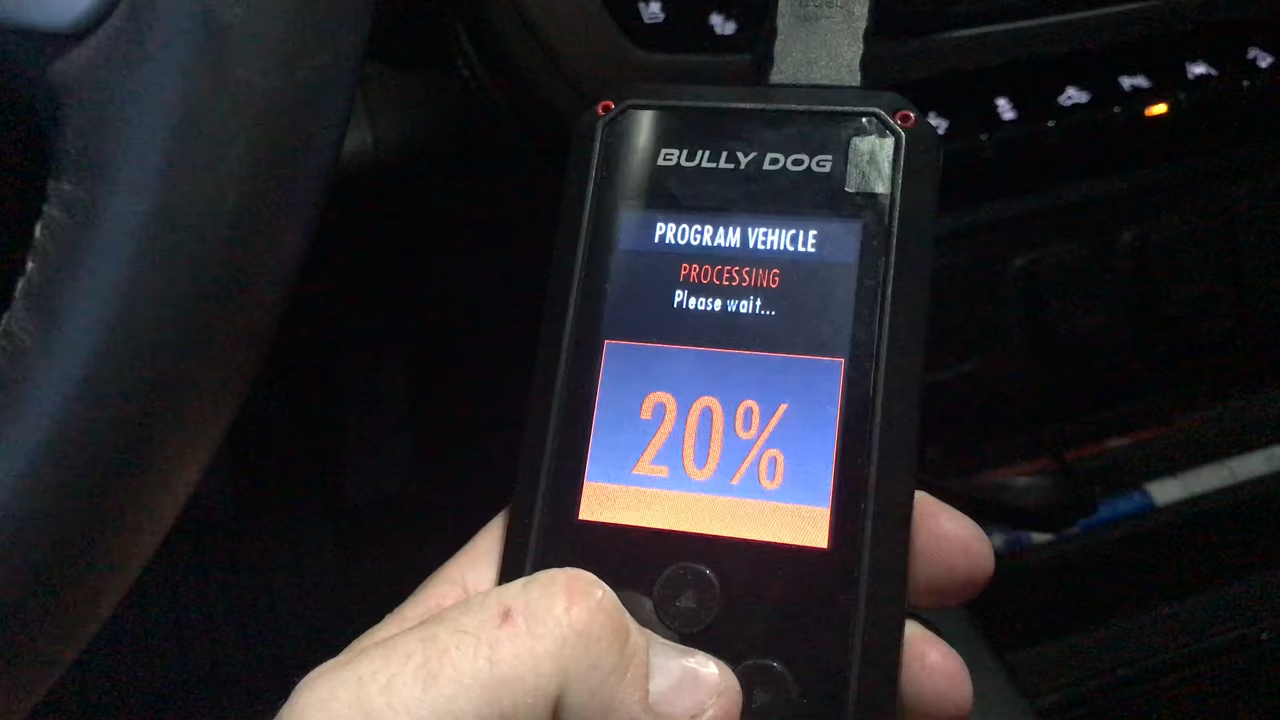 BULLY DOG
PROGRAM VEHICLE
PROCESSING
Please wait...
20%